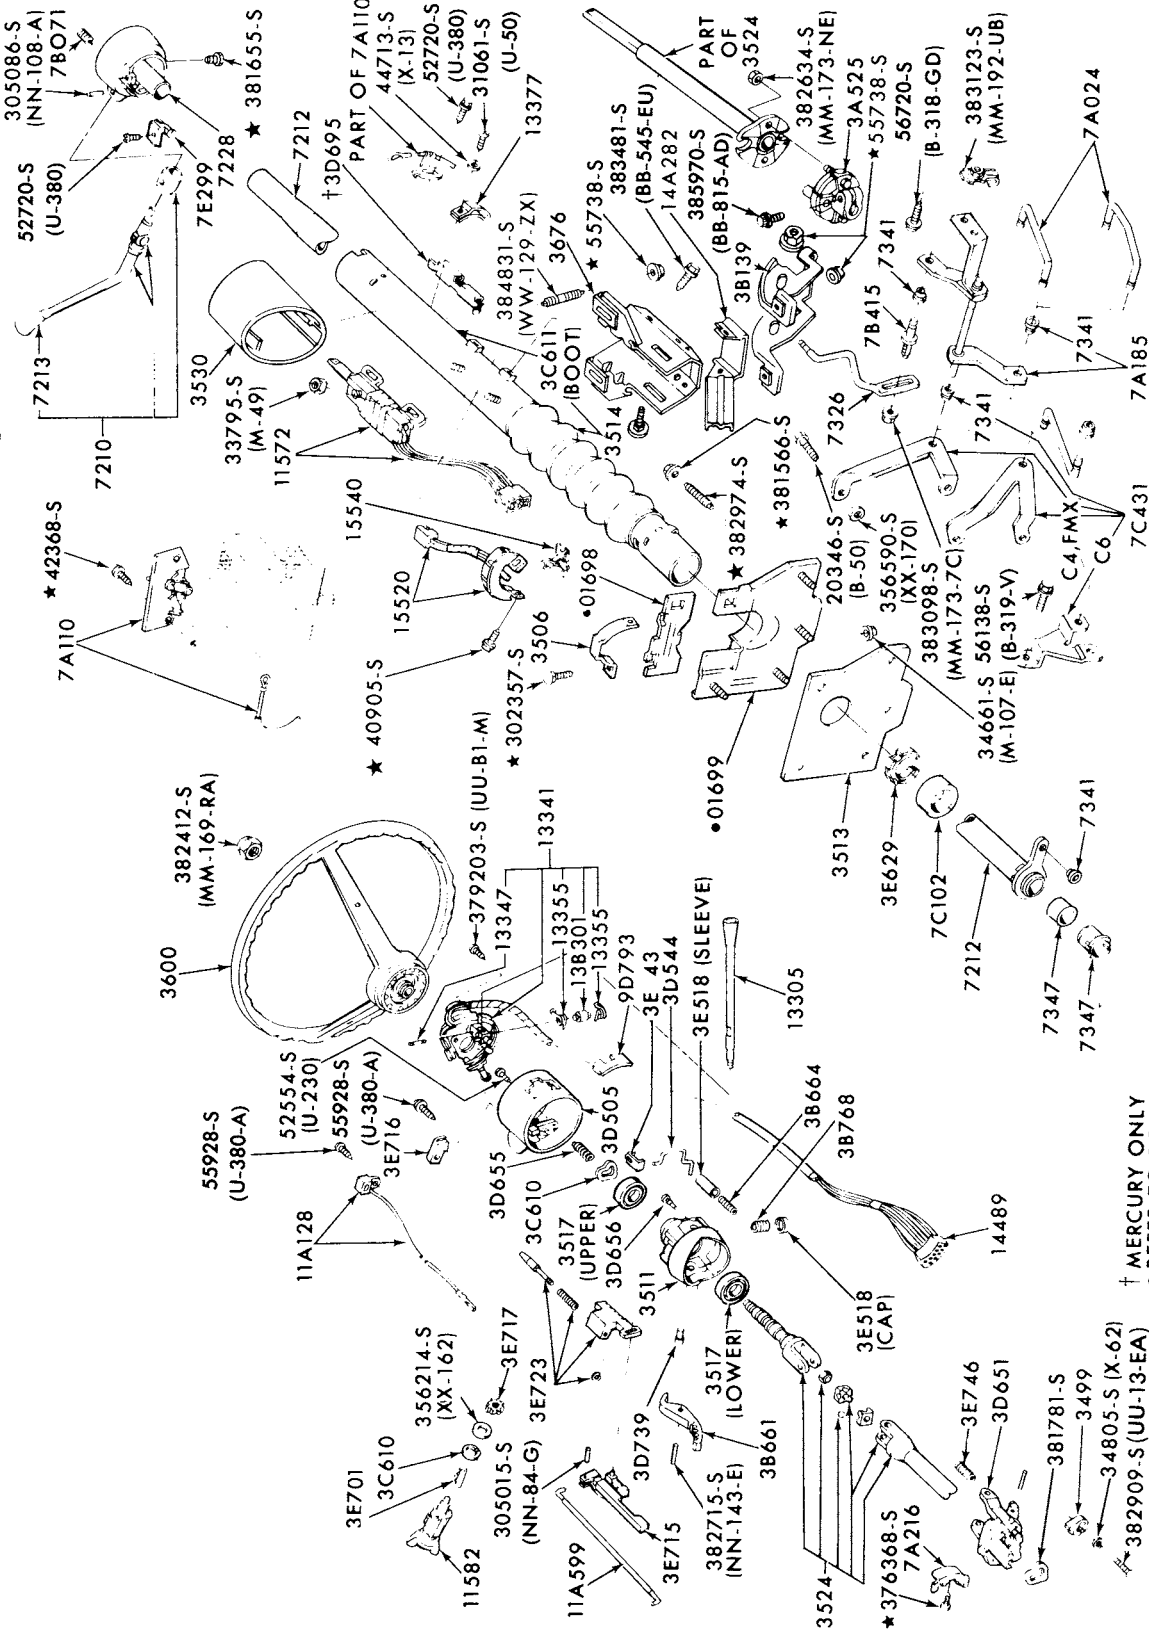 305086-S
(NN-108-A)
7B071
★ 381655-S
52720-S
(U-380)
7E299
7228
7213
7210
3530
33795-S
(M-49)
11572
7212
†3D695
PART OF 7A110
44713-S
(X-13)
52720-S
(U-380)
31061-S
(U-50)
13377
384831-S
(WW-129-ZX)
3676
★ 55738-S
383481-S
(BB-545-EU)
14A282
385970-S
(BB-815-AD)
3B139
PART
OF
3524
382634-S
(MM-173-NE)
3A525
★55738-S
56720-S
(B-318-GD)
383123-S
(MM-192-UB)
7A024
7341
7B415
7341
7A185
3C611
(BOOT)
3514
7326
7341
★ 42368-S
7A110
15540
15520
★ 40905-S
●01698
3506
★ 302357-S
★ 382974-S
★ 381566-S
203346-S
(B-50)
356590-S
(XX-170)
383098-S
(MM-173-7C)
C4,FMX
C6
7C431
56138-S
(B-319-V)
34661-S
(M-107-E)
●01699
3513
3E629
7C102
7212
7341
7347
7347
382412-S
(MM-169-RA)
3600
379203-S (UU-B1-M)
13347
13341
13355
13B301
13355
9D793
3E 43
3D544
3E518 (SLEEVE)
13305
52554-S
(U-230)
55928-S
(U-380-A)
3E716
55928-S
(U-380-A)
11A128
3D505
3D655
3C610
3517
(UPPER)
3D656
3511
3B664
3B768
14489
3E518
(CAP)
3517
(LOWER)
356214-S
(XX-162)
3E717
3E723
3E701
3C610
11582
305015-S
(NN-84-G)
11A599
3E715
3D739
382715-S
(NN-143-E)
3B661
3524
★ 376368-S
7A216
3E746
3D651
381781-S
3499
34805-S (X-62)
382909-S (UU-13-EA)
† MERCURY ONLY